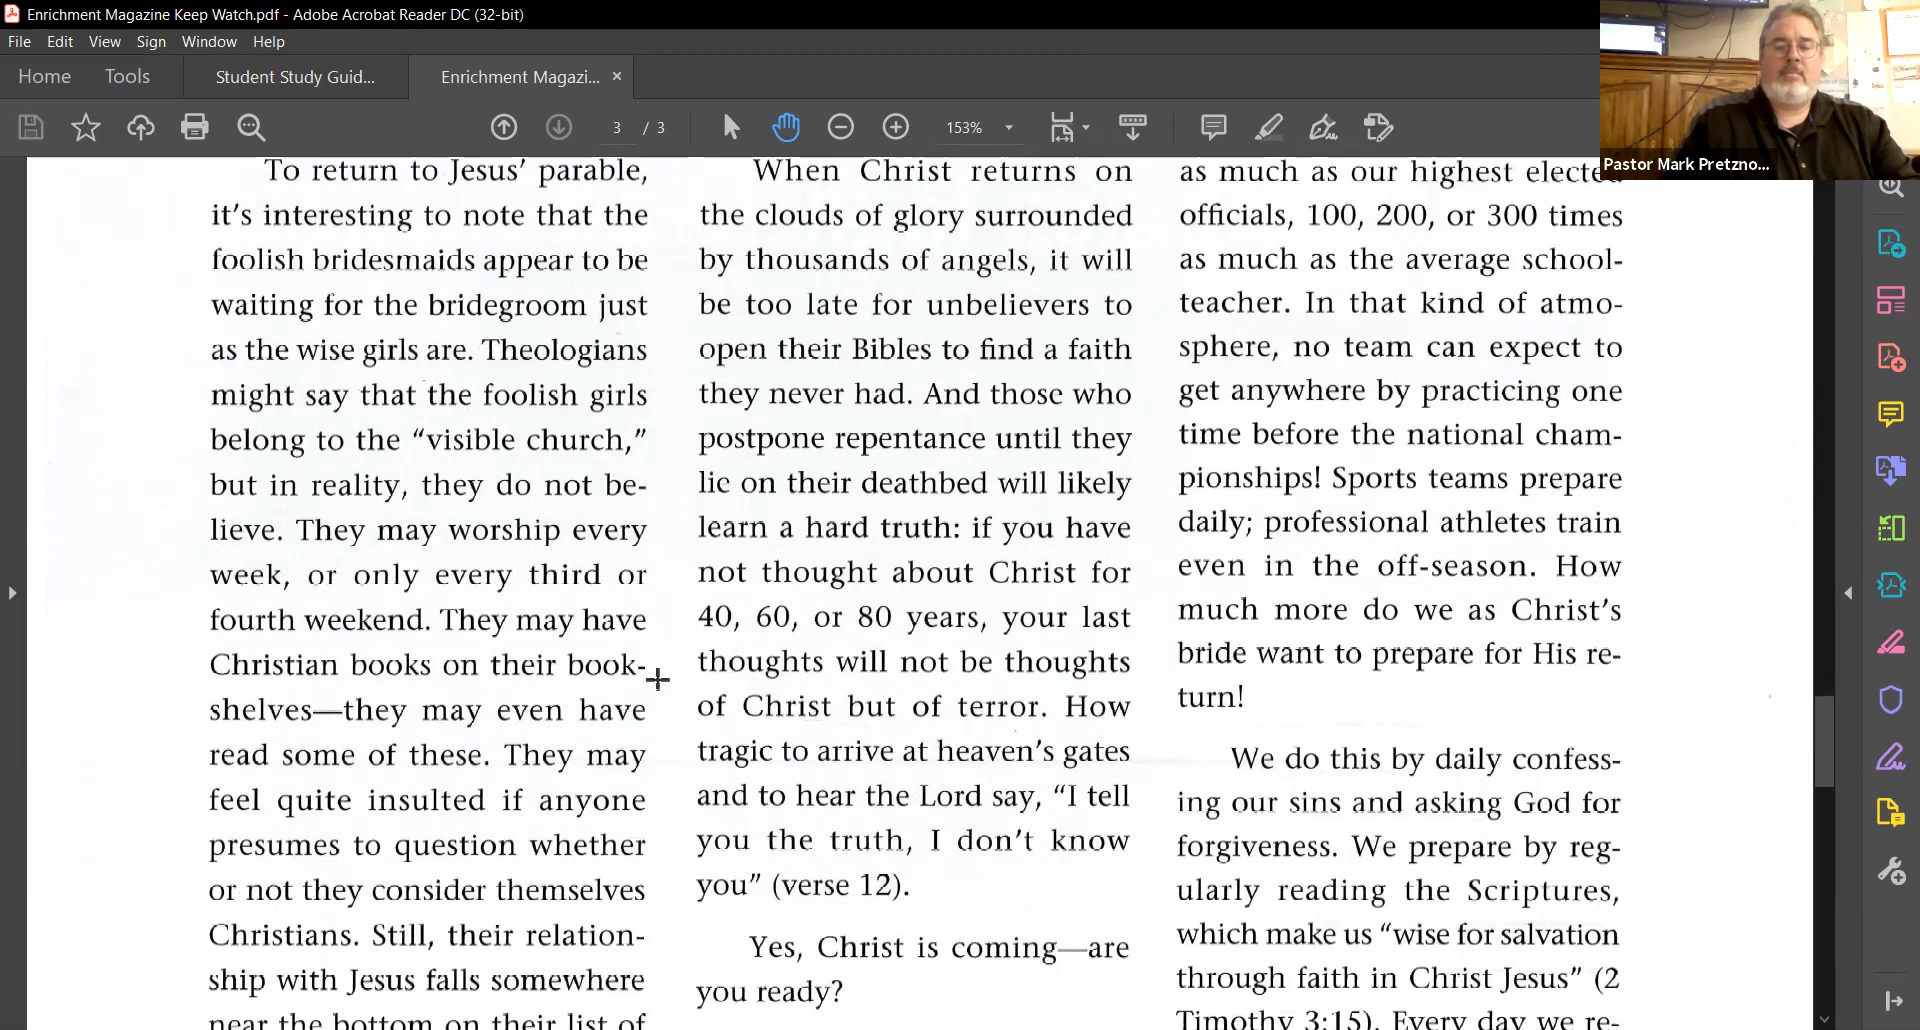 Enrichment Magazine Keep Watch.pdf - Adobe Acrobat Reader DC (32-bit)
File Edit View Sign Window Help
Home Tools Student Study Guid... Enrichment Magazi... ×
3 / 3 153%
Pastor Mark Pretzno...
To return to Jesus’ parable,
it’s interesting to note that the
foolish bridesmaids appear to be
waiting for the bridegroom just
as the wise girls are. Theologians
might say that the foolish girls
belong to the “visible church,”
but in reality, they do not be-
lieve. They may worship every
week, or only every third or
fourth weekend. They may have
Christian books on their book-
shelves—they may even have
read some of these. They may
feel quite insulted if anyone
presumes to question whether
or not they consider themselves
Christians. Still, their relation-
ship with Jesus falls somewhere
near the bottom on their list of
When Christ returns on
the clouds of glory surrounded
by thousands of angels, it will
be too late for unbelievers to
open their Bibles to find a faith
they never had. And those who
postpone repentance until they
lie on their deathbed will likely
learn a hard truth: if you have
not thought about Christ for
40, 60, or 80 years, your last
thoughts will not be thoughts
of Christ but of terror. How
tragic to arrive at heaven’s gates
and to hear the Lord say, “I tell
you the truth, I don’t know
you” (verse 12).
Yes, Christ is coming—are
you ready?
as much as our highest elected
officials, 100, 200, or 300 times
as much as the average school-
teacher. In that kind of atmo-
sphere, no team can expect to
get anywhere by practicing one
time before the national cham-
pionships! Sports teams prepare
daily; professional athletes train
even in the off-season. How
much more do we as Christ’s
bride want to prepare for His re-
turn!
We do this by daily confess-
ing our sins and asking God for
forgiveness. We prepare by reg-
ularly reading the Scriptures,
which make us “wise for salvation
through faith in Christ Jesus” (2
Timothy 3:15). Every day we re-